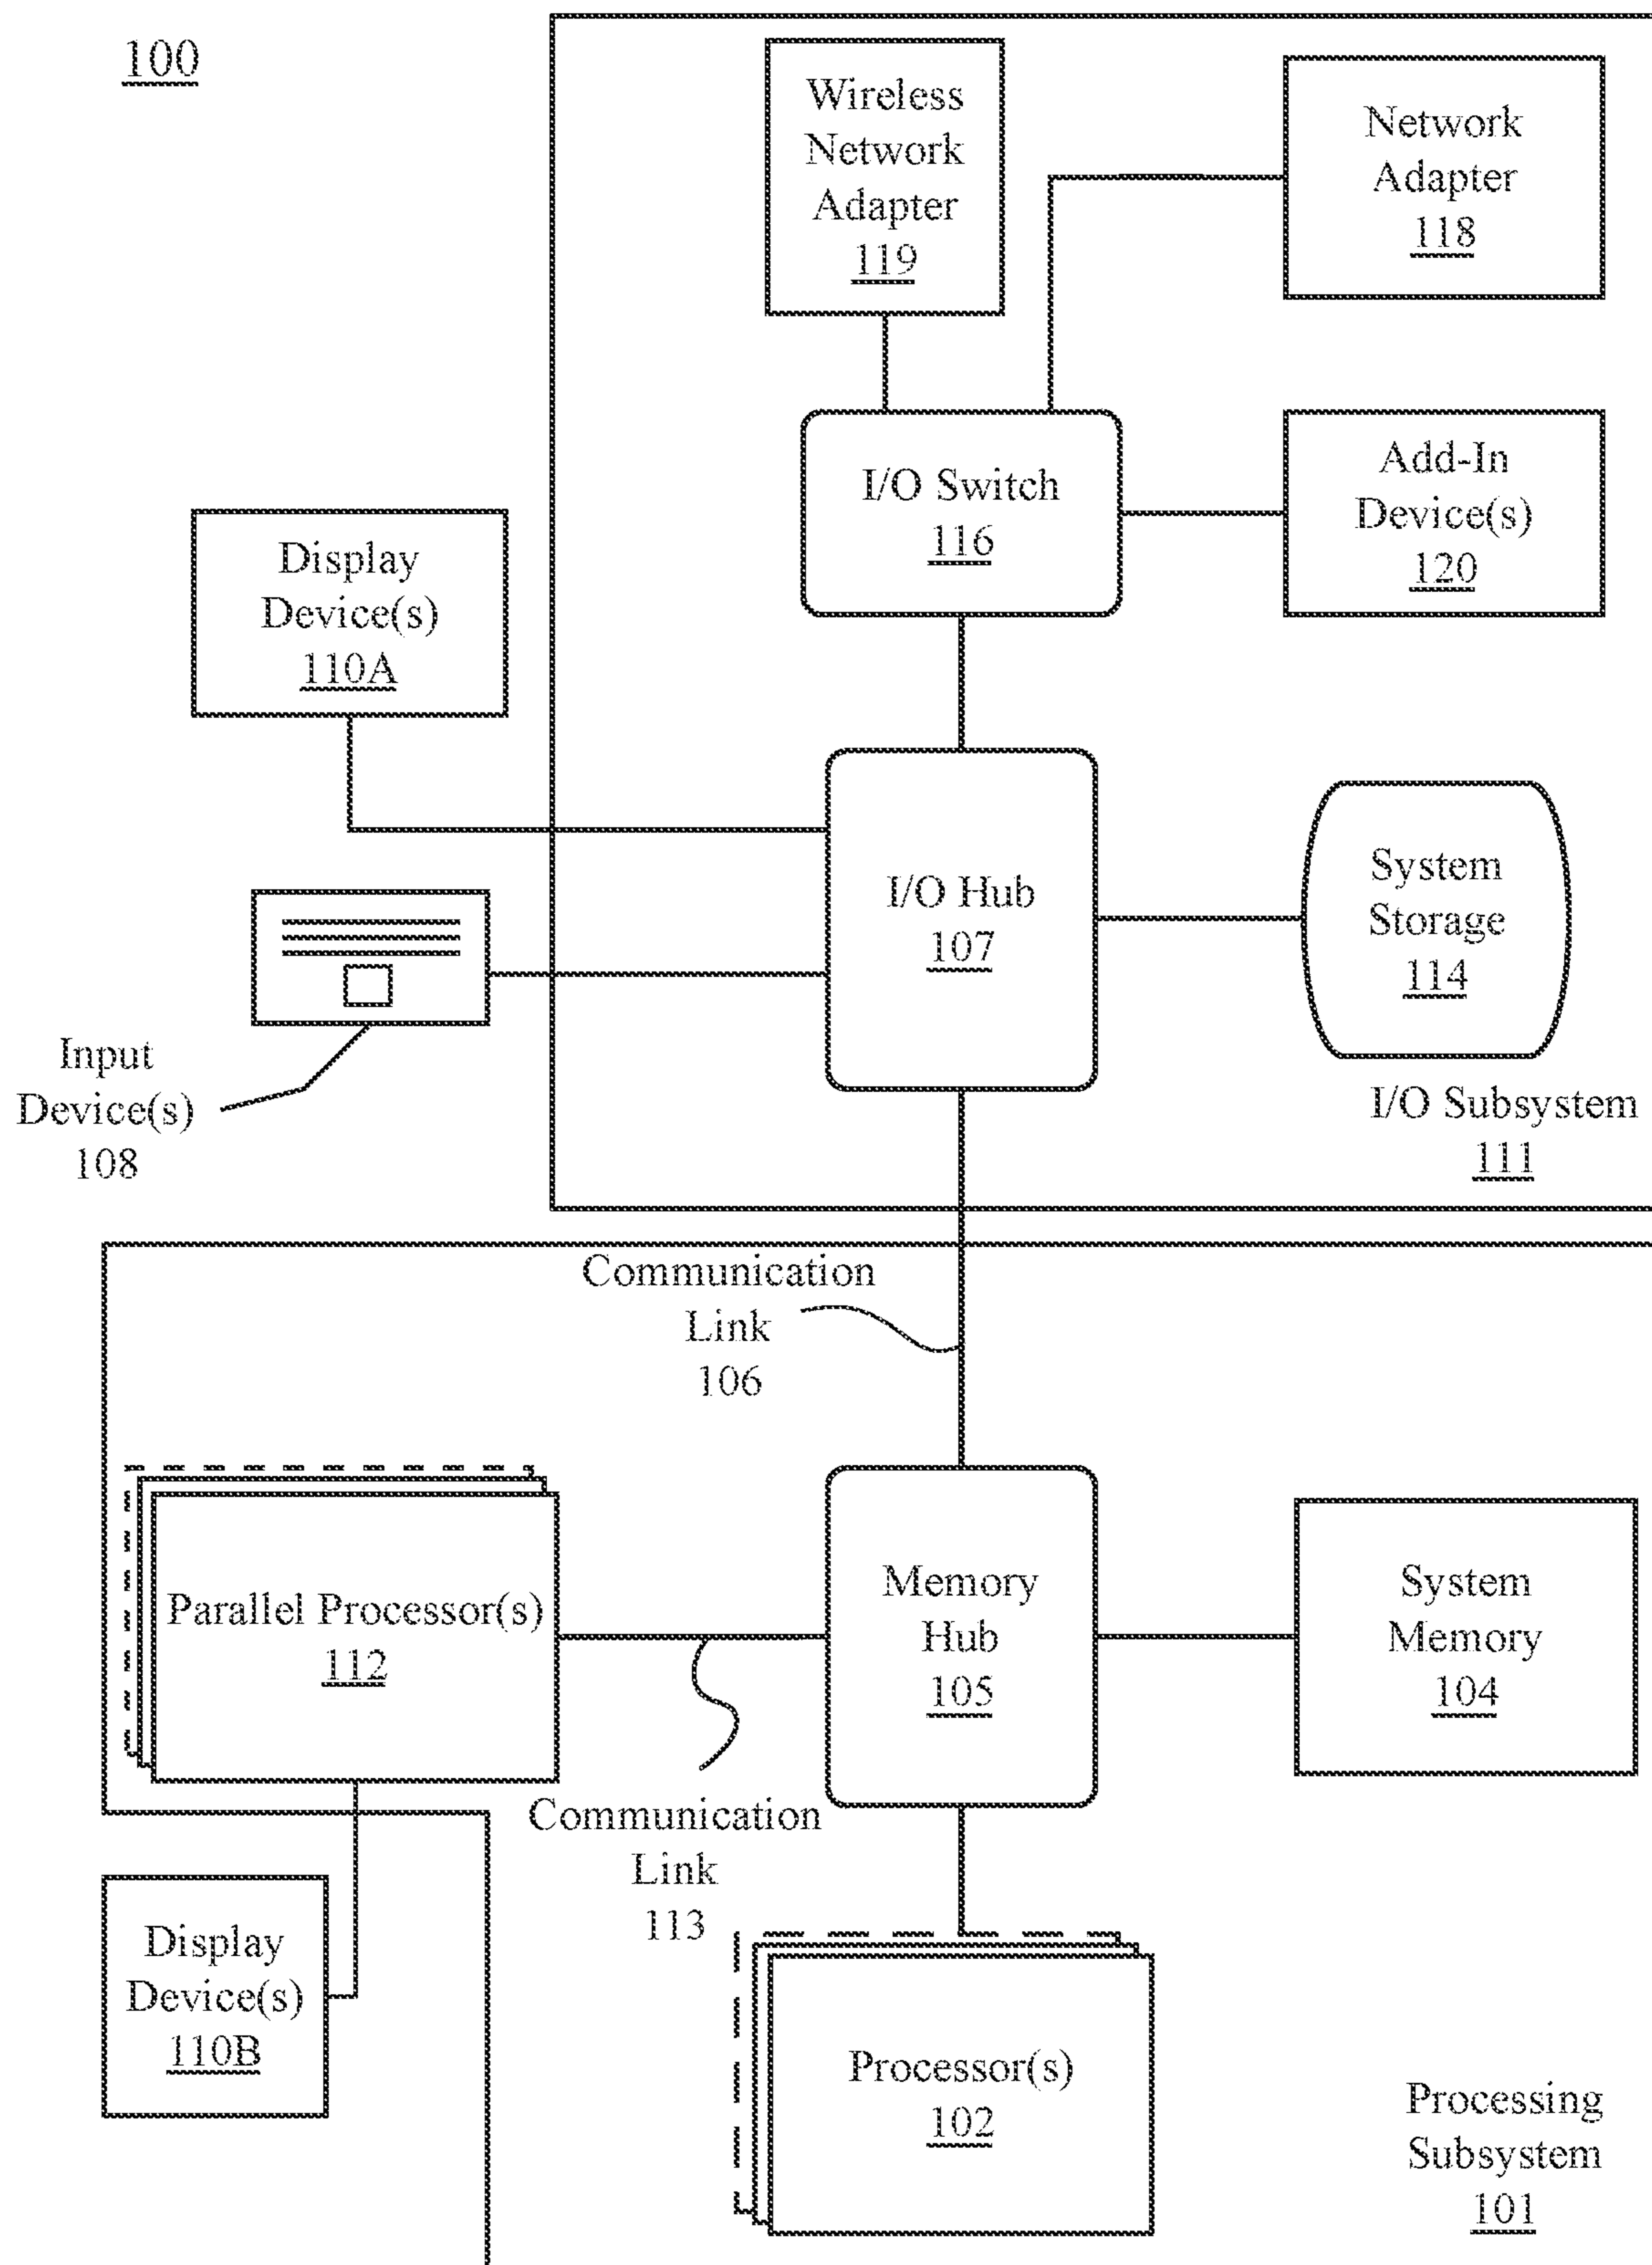 100
Wireless
Network
Adapter
119
Network
Adapter
118
I/O Switch
116
Add-In
Device(s)
120
Display
Device(s)
110A
I/O Hub
107
System
Storage
114
Input
Device(s)
108
I/O Subsystem
111
Communication
Link
106
Parallel Processor(s)
112
Memory
Hub
105
System
Memory
104
Communication
Link
113
Display
Device(s)
110B
Processor(s)
102
Processing
Subsystem
101